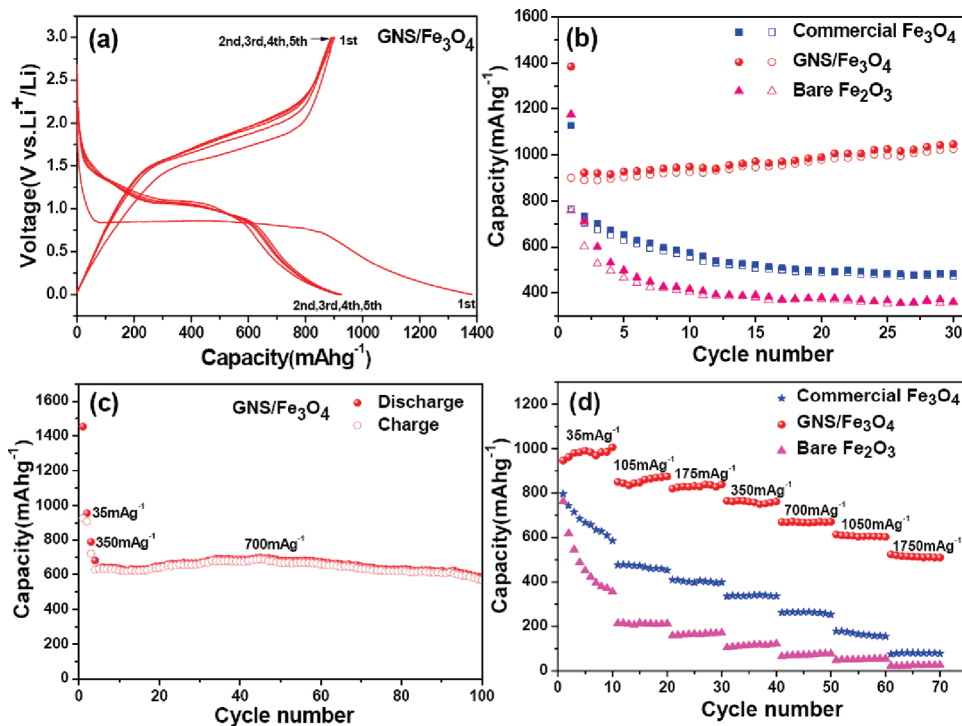 (a)
GNS/Fe3O4
2nd,3rd,4th,5th
1st
3.0
2.5
2.0
1.5
1.0
0.5
0.0
Voltage(V vs.Li+/Li)
2nd,3rd,4th,5th
1st
0 200 400 600 800 1000 1200 1400
Capacity(mAhg-1)
(b)
Commercial Fe3O4
GNS/Fe3O4
Bare Fe2O3
1600
1400
1200
1000
800
600
400
Capacity(mAhg-1)
0 5 10 15 20 25 30
Cycle number
(c)
GNS/Fe3O4
Discharge
Charge
1600
1400
1200
1000
800
600
400
200
0
Capacity(mAhg-1)
35mAg-1
350mAg-1
700mAg-1
0 20 40 60 80 100
Cycle number
(d)
Commercial Fe3O4
GNS/Fe3O4
Bare Fe2O3
1200
1000
800
600
400
200
0
Capacity(mAhg-1)
35mAg-1
105mAg-1
175mAg-1
350mAg-1
700mAg-1
1050mAg-1
1750mAg-1
0 10 20 30 40 50 60 70
Cycle number